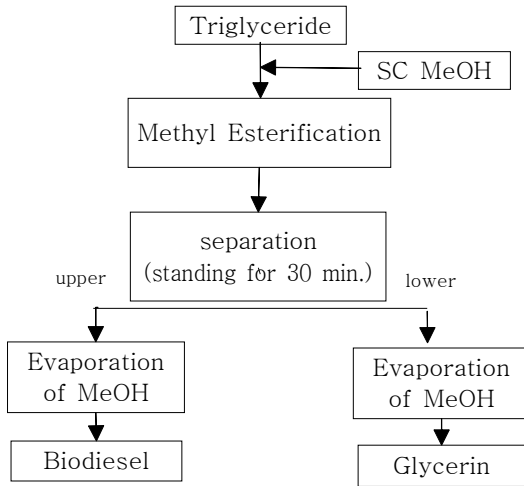 Triglyceride
SC MeOH
Methyl Esterification
separation
(standing for 30 min.)
upper
lower
Evaporation
of MeOH
Evaporation
of MeOH
Biodiesel
Glycerin